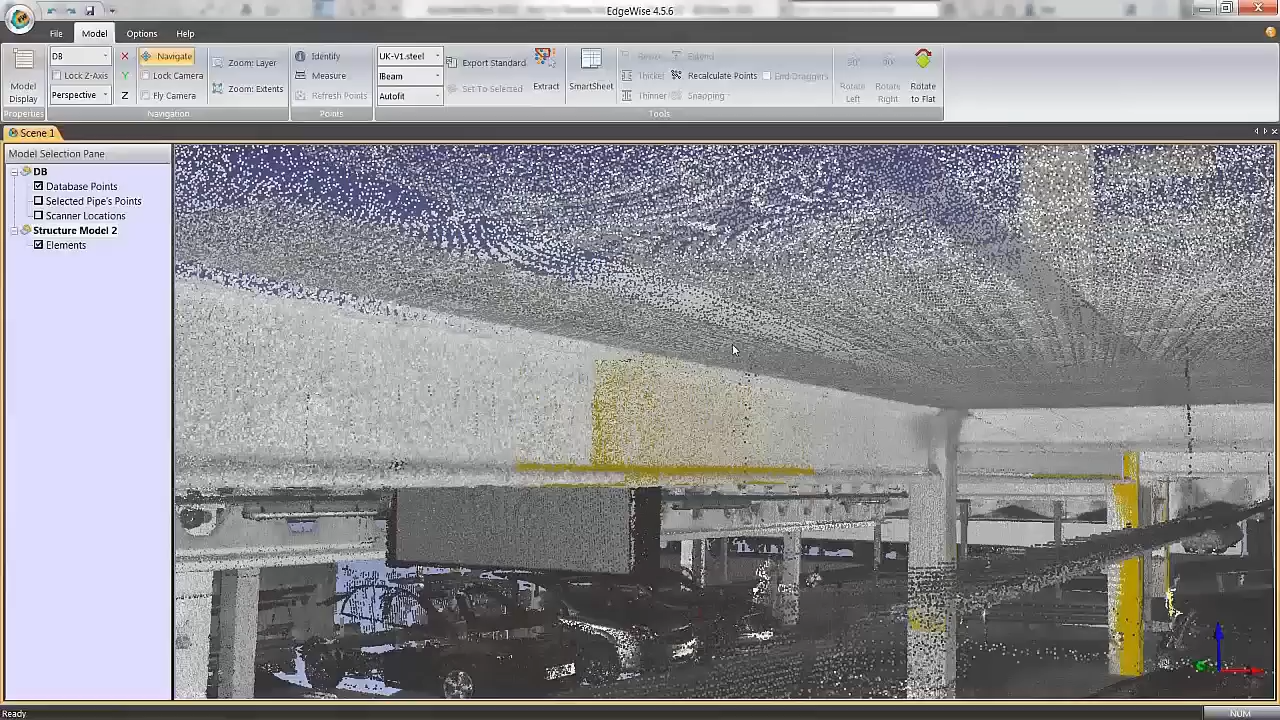 EdgeWise 4.5.6
File Model Options Help
DB X Navigate Zoom: Layer Identify UK-V1.steel Export Standard Extend Recalculate Points End Draggers
Lock Z-Axis Y Lock Camera Zoom: Extents Measure IBeam Set To Selected Thicker
Perspective Z Fly Camera Refresh Points Autofit Thinner Snapping
Model Display
Extract
SmartSheet
Rotate Left
Rotate Right
Rotate to Flat
Properties Navigation Points Tools
Scene 1
Model Selection Pane
DB
Database Points
Selected Pipe's Points
Scanner Locations
Structure Model 2
Elements
Ready
NUM